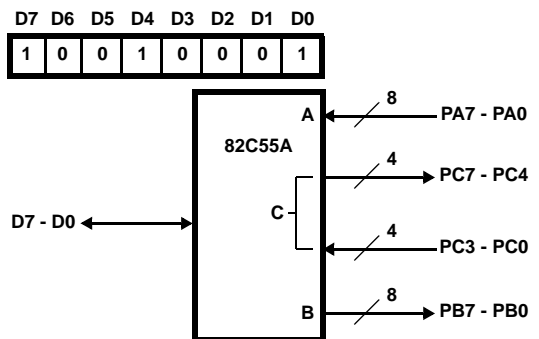 D7 D6 D5 D4 D3 D2 D1 D0
1 0 0 1 0 0 0 1
A 8 PA7 - PA0
82C55A
4 PC7 - PC4
D7 - D0 C
4 PC3 - PC0
B 8 PB7 - PB0